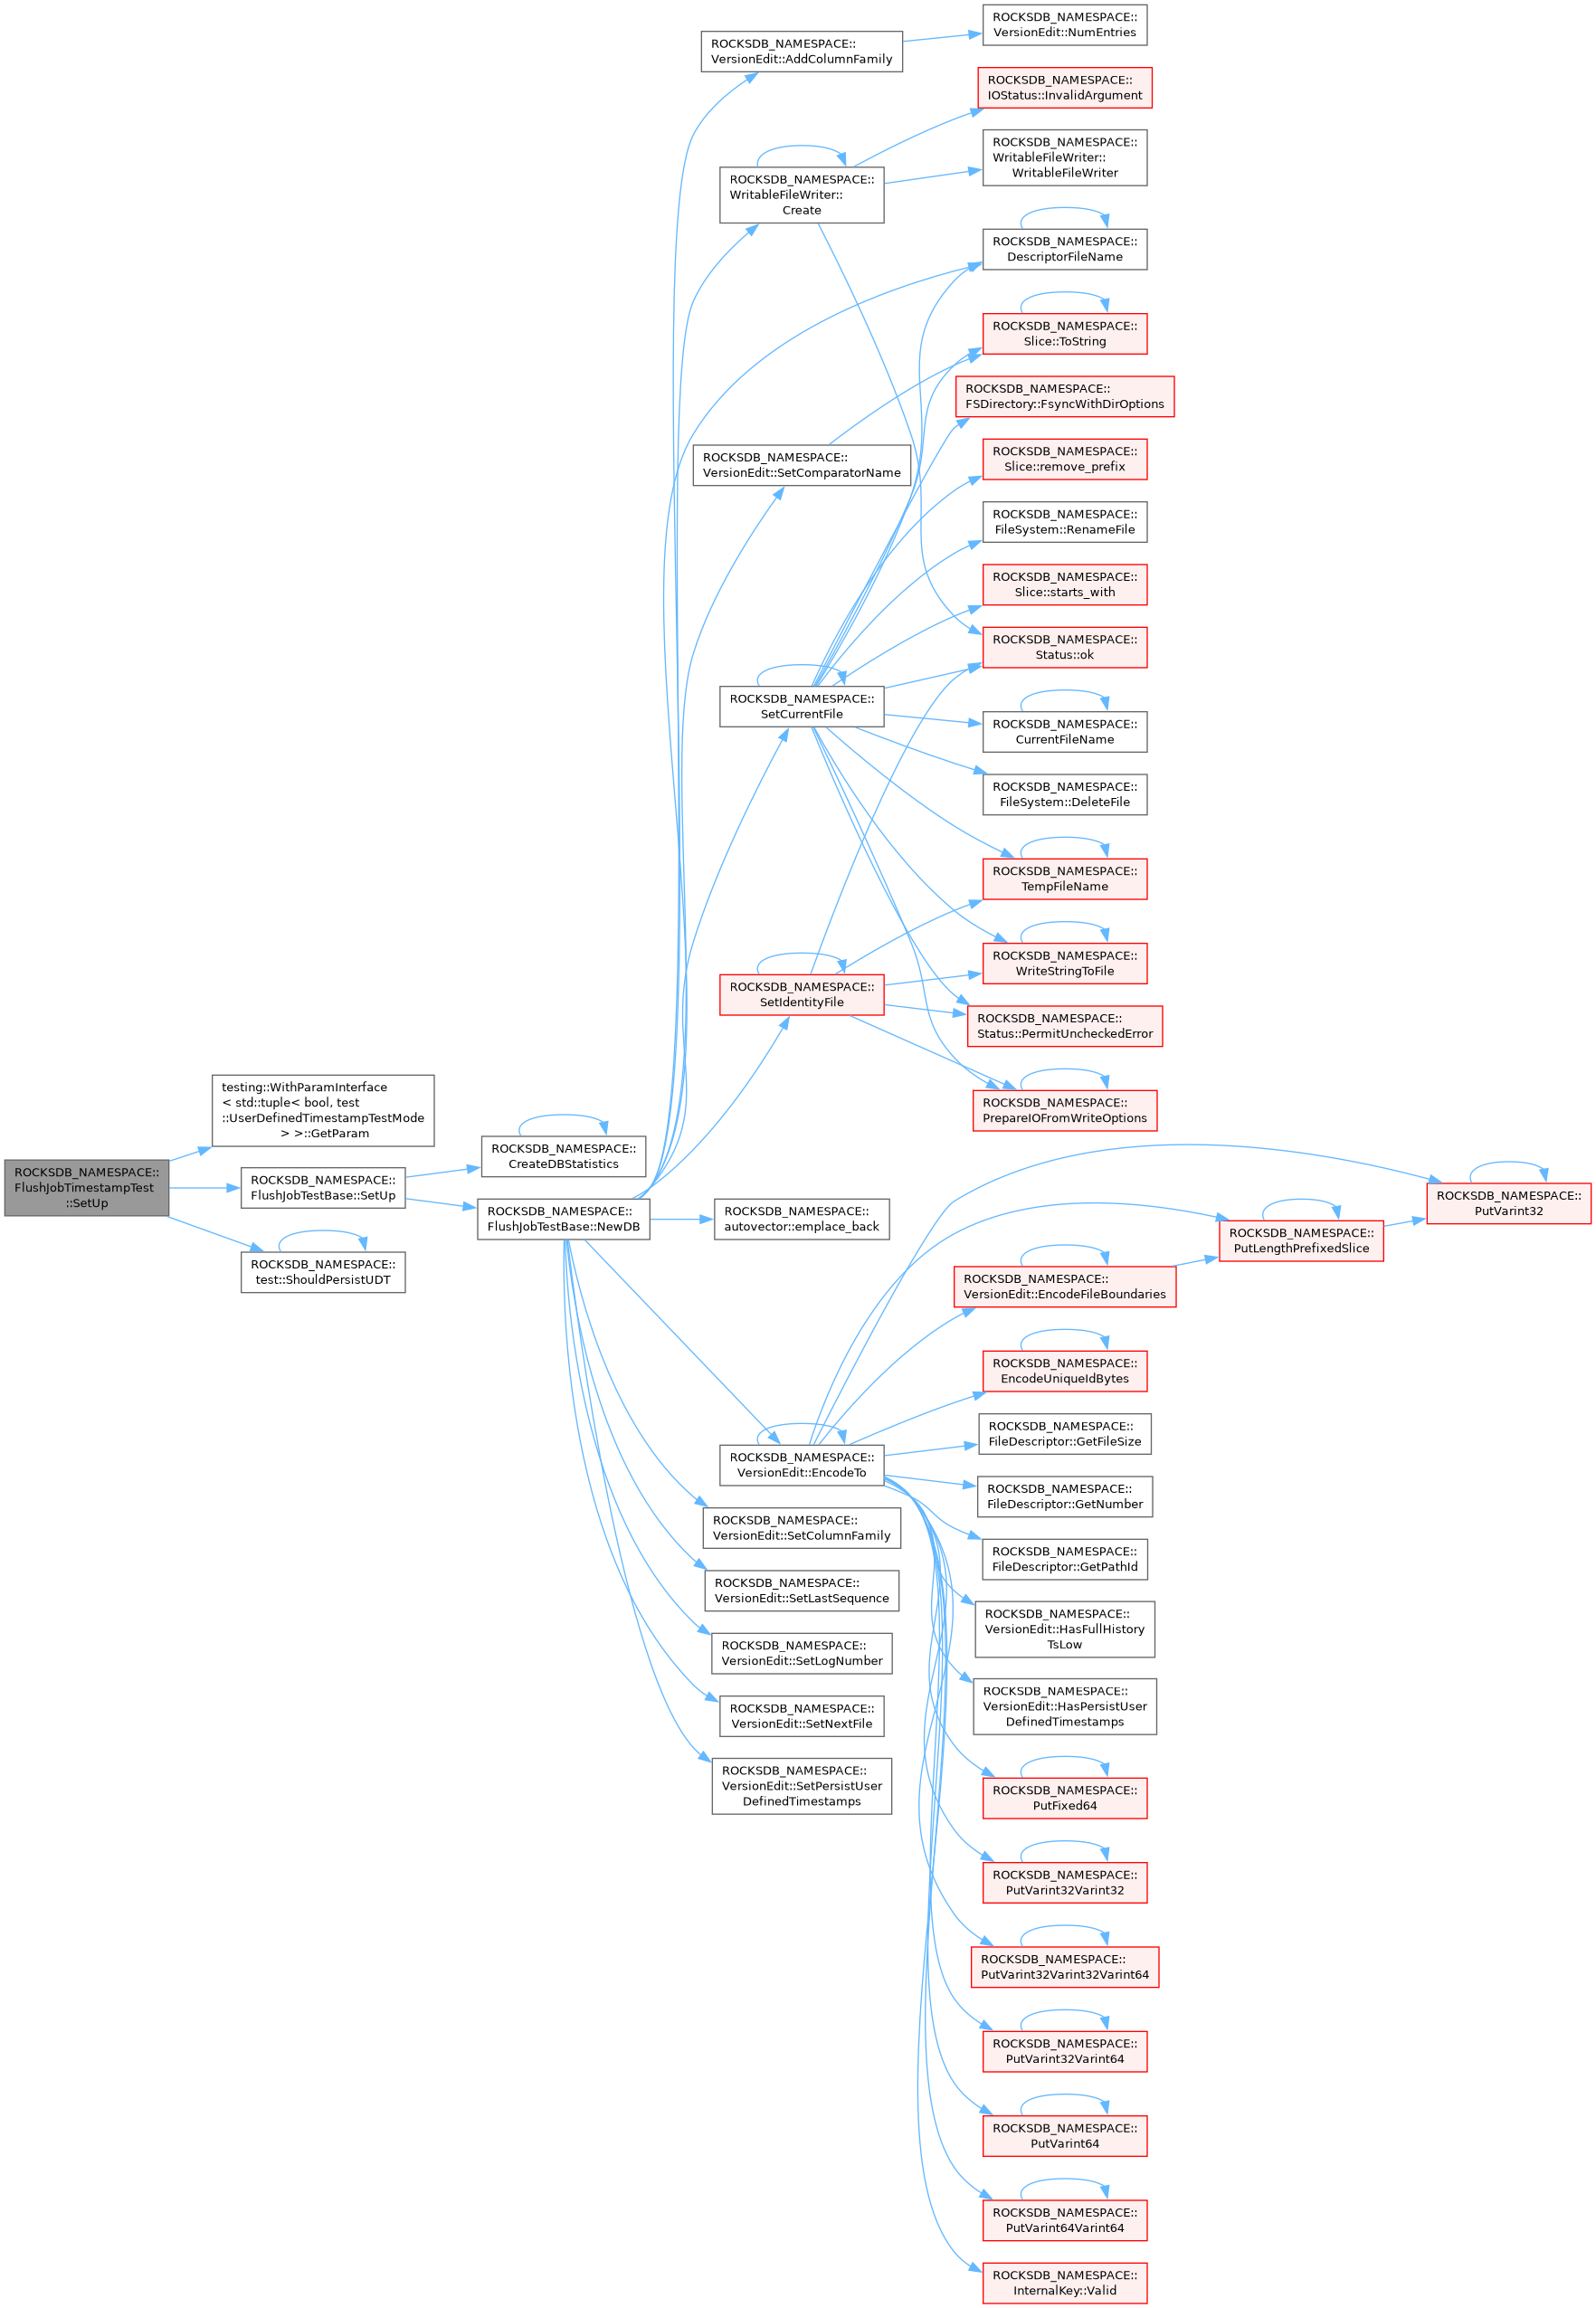 ROCKSDB_NAMESPACE::
FlushJobTimestampTest
::SetUp
testing::WithParamInterface
< std::tuple< bool, test
::UserDefinedTimestampTestMode
> >::GetParam
ROCKSDB_NAMESPACE::
FlushJobTestBase::SetUp
ROCKSDB_NAMESPACE::
test::ShouldPersistUDT
ROCKSDB_NAMESPACE::
CreateDBStatistics
ROCKSDB_NAMESPACE::
FlushJobTestBase::NewDB
ROCKSDB_NAMESPACE::
VersionEdit::AddColumnFamily
ROCKSDB_NAMESPACE::
WritableFileWriter::
Create
ROCKSDB_NAMESPACE::
VersionEdit::SetComparatorName
ROCKSDB_NAMESPACE::
SetCurrentFile
ROCKSDB_NAMESPACE::
SetIdentityFile
ROCKSDB_NAMESPACE::
autovector::emplace_back
ROCKSDB_NAMESPACE::
VersionEdit::EncodeTo
ROCKSDB_NAMESPACE::
VersionEdit::SetColumnFamily
ROCKSDB_NAMESPACE::
VersionEdit::SetLastSequence
ROCKSDB_NAMESPACE::
VersionEdit::SetLogNumber
ROCKSDB_NAMESPACE::
VersionEdit::SetNextFile
ROCKSDB_NAMESPACE::
VersionEdit::SetPersistUser
DefinedTimestamps
ROCKSDB_NAMESPACE::
VersionEdit::NumEntries
ROCKSDB_NAMESPACE::
IOStatus::InvalidArgument
ROCKSDB_NAMESPACE::
WritableFileWriter::
WritableFileWriter
ROCKSDB_NAMESPACE::
DescriptorFileName
ROCKSDB_NAMESPACE::
Slice::ToString
ROCKSDB_NAMESPACE::
FSDirectory::FsyncWithDirOptions
ROCKSDB_NAMESPACE::
Slice::remove_prefix
ROCKSDB_NAMESPACE::
FileSystem::RenameFile
ROCKSDB_NAMESPACE::
Slice::starts_with
ROCKSDB_NAMESPACE::
Status::ok
ROCKSDB_NAMESPACE::
CurrentFileName
ROCKSDB_NAMESPACE::
FileSystem::DeleteFile
ROCKSDB_NAMESPACE::
TempFileName
ROCKSDB_NAMESPACE::
WriteStringToFile
ROCKSDB_NAMESPACE::
Status::PermitUncheckedError
ROCKSDB_NAMESPACE::
PrepareIOFromWriteOptions
ROCKSDB_NAMESPACE::
VersionEdit::EncodeFileBoundaries
ROCKSDB_NAMESPACE::
EncodeUniqueIdBytes
ROCKSDB_NAMESPACE::
FileDescriptor::GetFileSize
ROCKSDB_NAMESPACE::
FileDescriptor::GetNumber
ROCKSDB_NAMESPACE::
FileDescriptor::GetPathId
ROCKSDB_NAMESPACE::
VersionEdit::HasFullHistory
TsLow
ROCKSDB_NAMESPACE::
VersionEdit::HasPersistUser
DefinedTimestamps
ROCKSDB_NAMESPACE::
PutFixed64
ROCKSDB_NAMESPACE::
PutVarint32Varint32
ROCKSDB_NAMESPACE::
PutVarint32Varint32Varint64
ROCKSDB_NAMESPACE::
PutVarint32Varint64
ROCKSDB_NAMESPACE::
PutVarint64
ROCKSDB_NAMESPACE::
PutVarint64Varint64
ROCKSDB_NAMESPACE::
InternalKey::Valid
ROCKSDB_NAMESPACE::
PutLengthPrefixedSlice
ROCKSDB_NAMESPACE::
PutVarint32